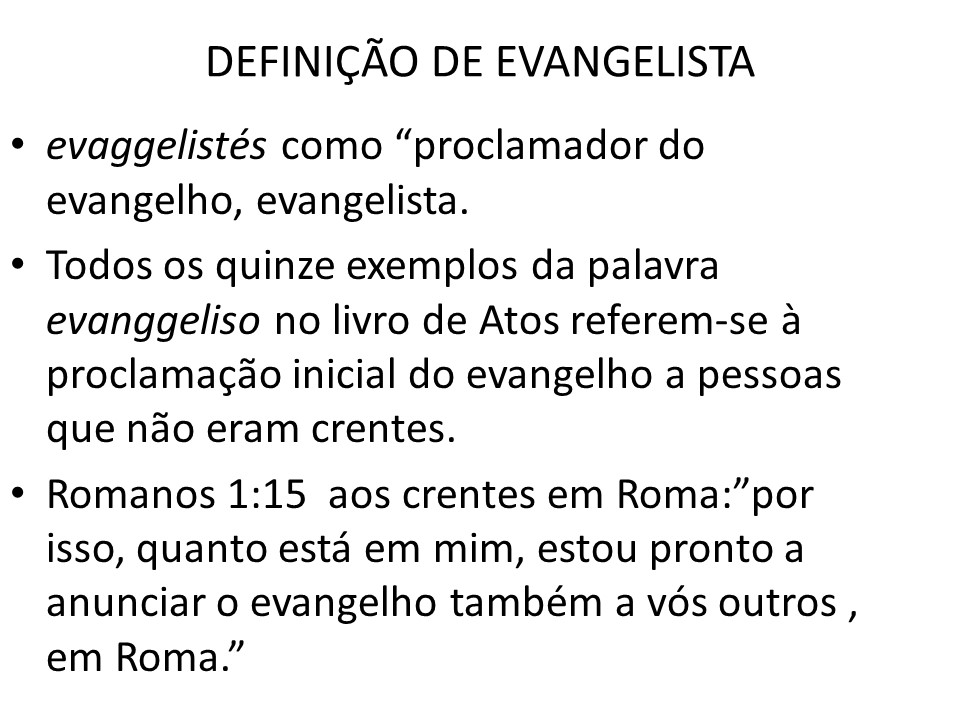 DEFINIÇÃO DE EVANGELISTA
• evaggelistés como “proclamador do
evangelho, evangelista.
• Todos os quinze exemplos da palavra
evanggeliso no livro de Atos referem-se à
proclamação inicial do evangelho a pessoas
que não eram crentes.
• Romanos 1:15  aos crentes em Roma:”por
isso, quanto está em mim, estou pronto a
anunciar o evangelho também a vós outros ,
em Roma.”